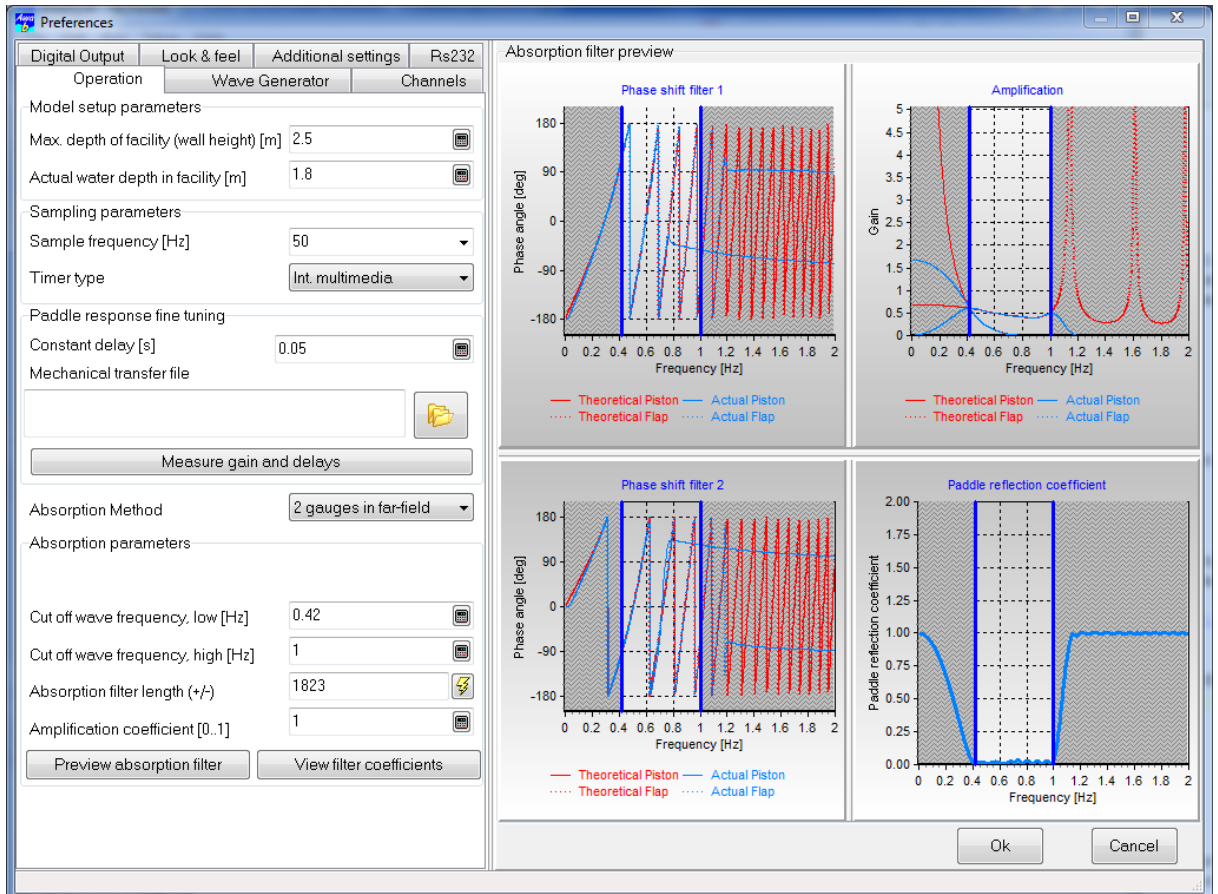 Awa
b
Preferences
Digital Output
Look & feel
Additional settings
Rs232
Operation
Wave Generator
Channels
Model setup parameters
Max. depth of facility (wall height) [m]
2.5
Actual water depth in facility [m]
1.8
Sampling parameters
Sample frequency [Hz]
50
Timer type
Int. multimedia
Paddle response fine tuning
Constant delay [s]
0.05
Mechanical transfer file
Measure gain and delays
Absorption Method
2 gauges in far-field
Absorption parameters
Cut off wave frequency, low [Hz]
0.42
Cut off wave frequency, high [Hz]
1
Absorption filter length (+/-)
1823
Amplification coefficient [0..1]
1
Preview absorption filter
View filter coefficients
Absorption filter preview
Phase shift filter 1
Phase angle [deg]
180
90
0
-90
-180
0 0.2 0.4 0.6 0.8 1 1.2 1.4 1.6 1.8 2
Frequency [Hz]
Theoretical Piston Actual Piston
Theoretical Flap Actual Flap
Amplification
Gain
5
4.5
4
3.5
3
2.5
2
1.5
1
0.5
0
0 0.2 0.4 0.6 0.8 1 1.2 1.4 1.6 1.8 2
Frequency [Hz]
Theoretical Piston Actual Piston
Theoretical Flap Actual Flap
Phase shift filter 2
Phase angle [deg]
180
90
0
-90
-180
0 0.2 0.4 0.6 0.8 1 1.2 1.4 1.6 1.8 2
Frequency [Hz]
Theoretical Piston Actual Piston
Theoretical Flap Actual Flap
Paddle reflection coefficient
Paddle reflection coefficient
2.00
1.75
1.50
1.25
1.00
0.75
0.50
0.25
0.00
0 0.2 0.4 0.6 0.8 1 1.2 1.4 1.6 1.8 2
Frequency [Hz]
Ok
Cancel